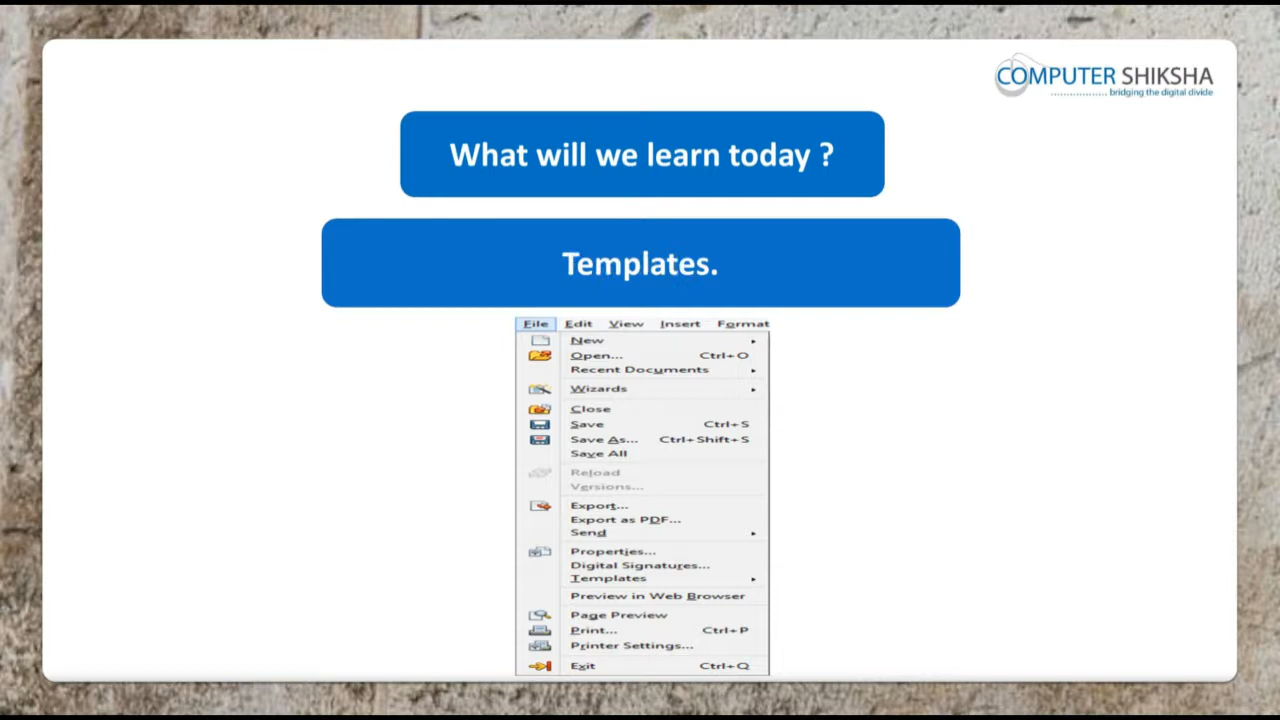 COMPUTER SHIKSHA
bridging the digital divide
What will we learn today ?
Templates.
File Edit View Insert Format
New
Open... Ctrl+O
Recent Documents
Wizards
Close
Save Ctrl+S
Save As... Ctrl+Shift+S
Save All
Reload
Versions...
Export...
Export as PDF...
Send
Properties...
Digital Signatures...
Templates
Preview in Web Browser
Page Preview
Print... Ctrl+P
Printer Settings...
Exit Ctrl+Q